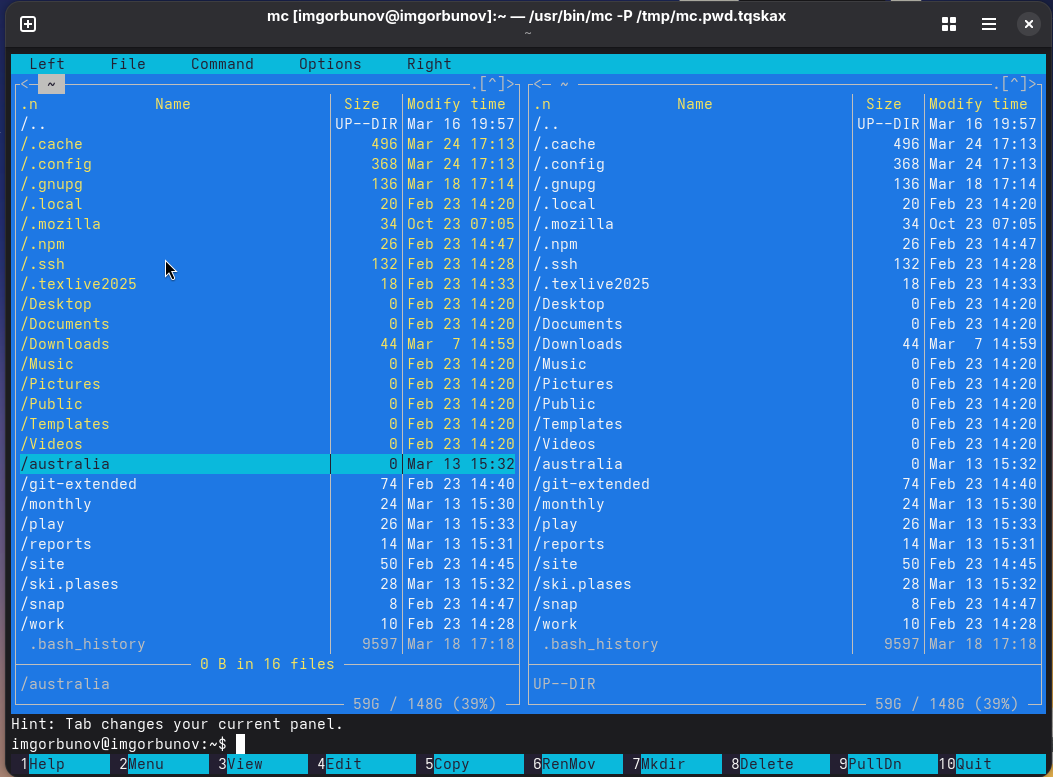 mc [imgorbunov@imgorbunov]:~ — /usr/bin/mc -P /tmp/mc.pwd.tqskax
~
Left File Command Options Right
<— ~ .[^]> <— ~ .[^]>
.n Name Size Modify time .n Name Size Modify time
/.. UP--DIR Mar 16 19:57 /.. UP--DIR Mar 16 19:57
/.cache 496 Mar 24 17:13 /.cache 496 Mar 24 17:13
/.config 368 Mar 24 17:13 /.config 368 Mar 24 17:13
/.gnupg 136 Mar 18 17:14 /.gnupg 136 Mar 18 17:14
/.local 20 Feb 23 14:20 /.local 20 Feb 23 14:20
/.mozilla 34 Oct 23 07:05 /.mozilla 34 Oct 23 07:05
/.npm 26 Feb 23 14:47 /.npm 26 Feb 23 14:47
/.ssh 132 Feb 23 14:28 /.ssh 132 Feb 23 14:28
/.texlive2025 18 Feb 23 14:33 /.texlive2025 18 Feb 23 14:33
/Desktop 0 Feb 23 14:20 /Desktop 0 Feb 23 14:20
/Documents 0 Feb 23 14:20 /Documents 0 Feb 23 14:20
/Downloads 44 Mar 7 14:59 /Downloads 44 Mar 7 14:59
/Music 0 Feb 23 14:20 /Music 0 Feb 23 14:20
/Pictures 0 Feb 23 14:20 /Pictures 0 Feb 23 14:20
/Public 0 Feb 23 14:20 /Public 0 Feb 23 14:20
/Templates 0 Feb 23 14:20 /Templates 0 Feb 23 14:20
/Videos 0 Feb 23 14:20 /Videos 0 Feb 23 14:20
/australia 0 Mar 13 15:32 /australia 0 Mar 13 15:32
/git-extended 74 Feb 23 14:40 /git-extended 74 Feb 23 14:40
/monthly 24 Mar 13 15:30 /monthly 24 Mar 13 15:30
/play 26 Mar 13 15:33 /play 26 Mar 13 15:33
/reports 14 Mar 13 15:31 /reports 14 Mar 13 15:31
/site 50 Feb 23 14:45 /site 50 Feb 23 14:45
/ski.plases 28 Mar 13 15:32 /ski.plases 28 Mar 13 15:32
/snap 8 Feb 23 14:47 /snap 8 Feb 23 14:47
/work 10 Feb 23 14:28 /work 10 Feb 23 14:28
.bash_history 9597 Mar 18 17:18 .bash_history 9597 Mar 18 17:18
0 B in 16 files
/australia UP--DIR
59G / 148G (39%) 59G / 148G (39%)
Hint: Tab changes your current panel.
imgorbunov@imgorbunov:~$
1Help 2Menu 3View 4Edit 5Copy 6RenMov 7Mkdir 8Delete 9PullDn 10Quit